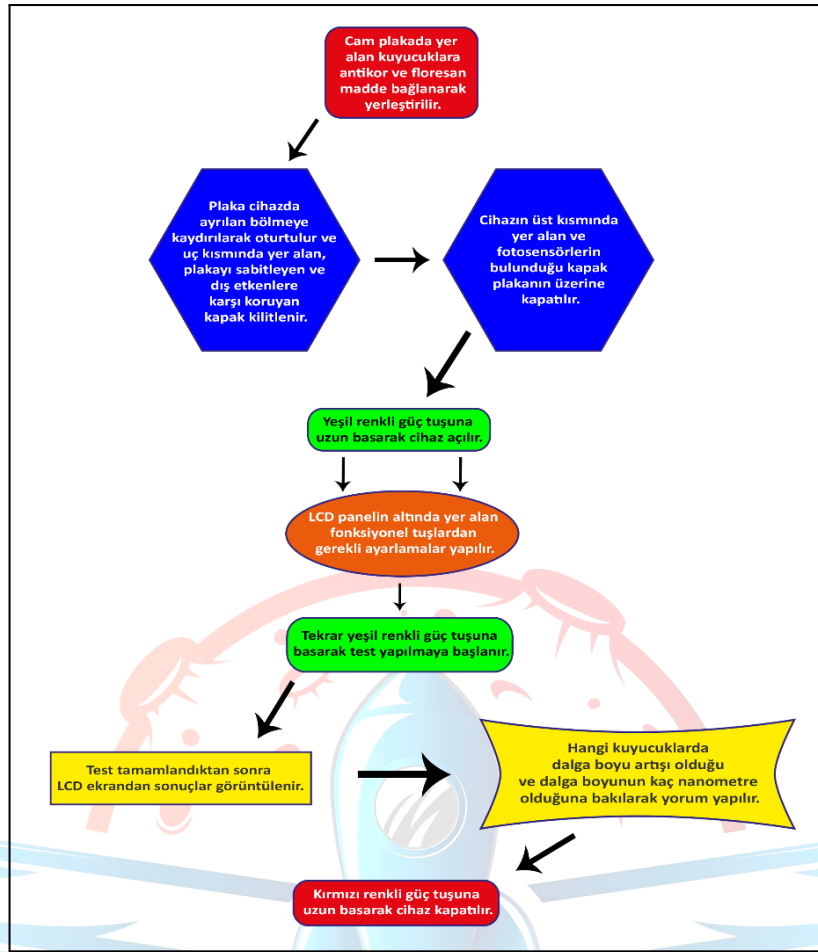 Cam plakada yer
alan kuyucuklara
antikor ve floresan
madde bağlanarak
yerleştirilir.
Plaka cihazda
ayrılan bölmeye
kaydırılarak oturtulur ve
uç kısmında yer alan,
plakayı sabitleyen ve
dış etkenlere
karşı koruyan
kapak kilitlenir.
Cihazın üst kısmında
yer alan ve
fotosensörlerin
bulunduğu kapak
plakanın üzerine
kapatılır.
Yeşil renkli güç tuşuna
uzun basarak cihaz açılır.
LCD panelin altında yer alan
fonksiyonel tuşlardan
gerekli ayarlamalar yapılır.
Tekrar yeşil renkli güç tuşuna
basarak test yapılmaya başlanır.
Test tamamlandıktan sonra
LCD ekrandan sonuçlar görüntülenir.
Hangi kuyucuklarda
dalga boyu artışı olduğu
ve dalga boyunun kaç nanometre
olduğuna bakılarak yorum yapılır.
Kırmızı renkli güç tuşuna
uzun basarak cihaz kapatılır.